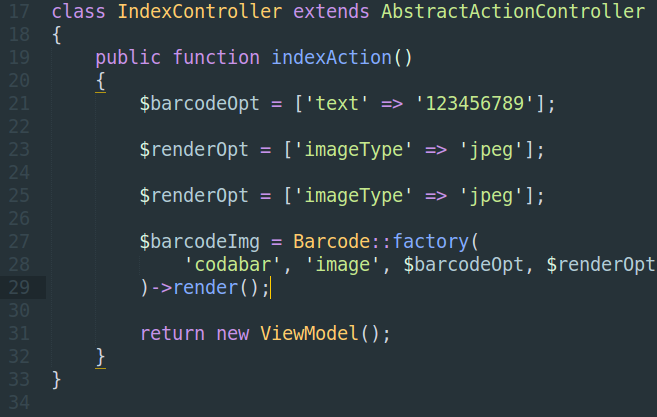 17 class IndexController extends AbstractActionController
18 {
19     public function indexAction()
20     {
21         $barcodeOpt = ['text' => '123456789'];
22
23         $renderOpt = ['imageType' => 'jpeg'];
24
25         $renderOpt = ['imageType' => 'jpeg'];
26
27         $barcodeImg = Barcode::factory(
28             'codabar', 'image', $barcodeOpt, $renderOpt
29         )->render();
30
31         return new ViewModel();
32     }
33 }
34